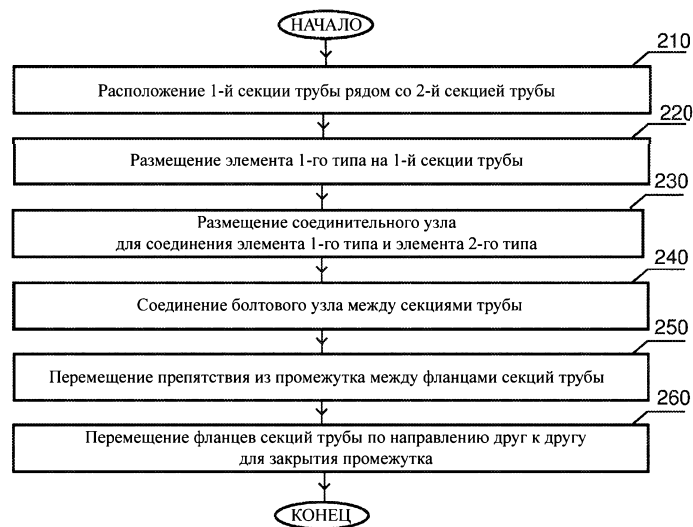 НАЧАЛО
210
Расположение 1-й секции трубы рядом со 2-й секцией трубы
220
Размещение элемента 1-го типа на 1-й секции трубы
230
Размещение соединительного узла
для соединения элемента 1-го типа и элемента 2-го типа
240
Соединение болтового узла между секциями трубы
250
Перемещение препятствия из промежутка между фланцами секций трубы
260
Перемещение фланцев секций трубы по направлению друг к другу
для закрытия промежутка
КОНЕЦ